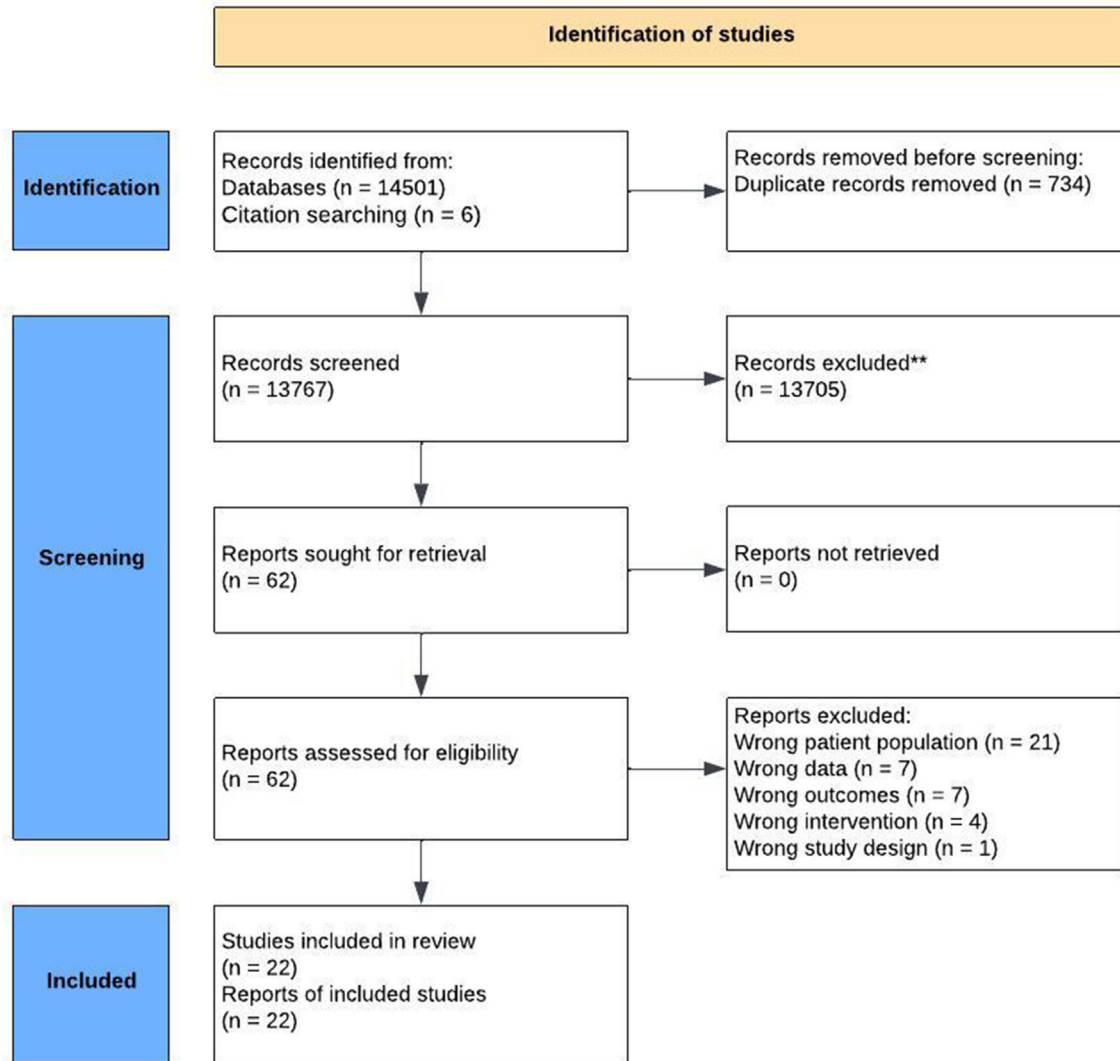 Identification of studies
Identification
Records identified from:
Databases (n = 14501)
Citation searching (n = 6)
Records removed before screening:
Duplicate records removed (n = 734)
Screening
Records screened
(n = 13767)
Records excluded**
(n = 13705)
Reports sought for retrieval
(n = 62)
Reports not retrieved
(n = 0)
Reports assessed for eligibility
(n = 62)
Reports excluded:
Wrong patient population (n = 21)
Wrong data (n = 7)
Wrong outcomes (n = 7)
Wrong intervention (n = 4)
Wrong study design (n = 1)
Included
Studies included in review
(n = 22)
Reports of included studies
(n = 22)